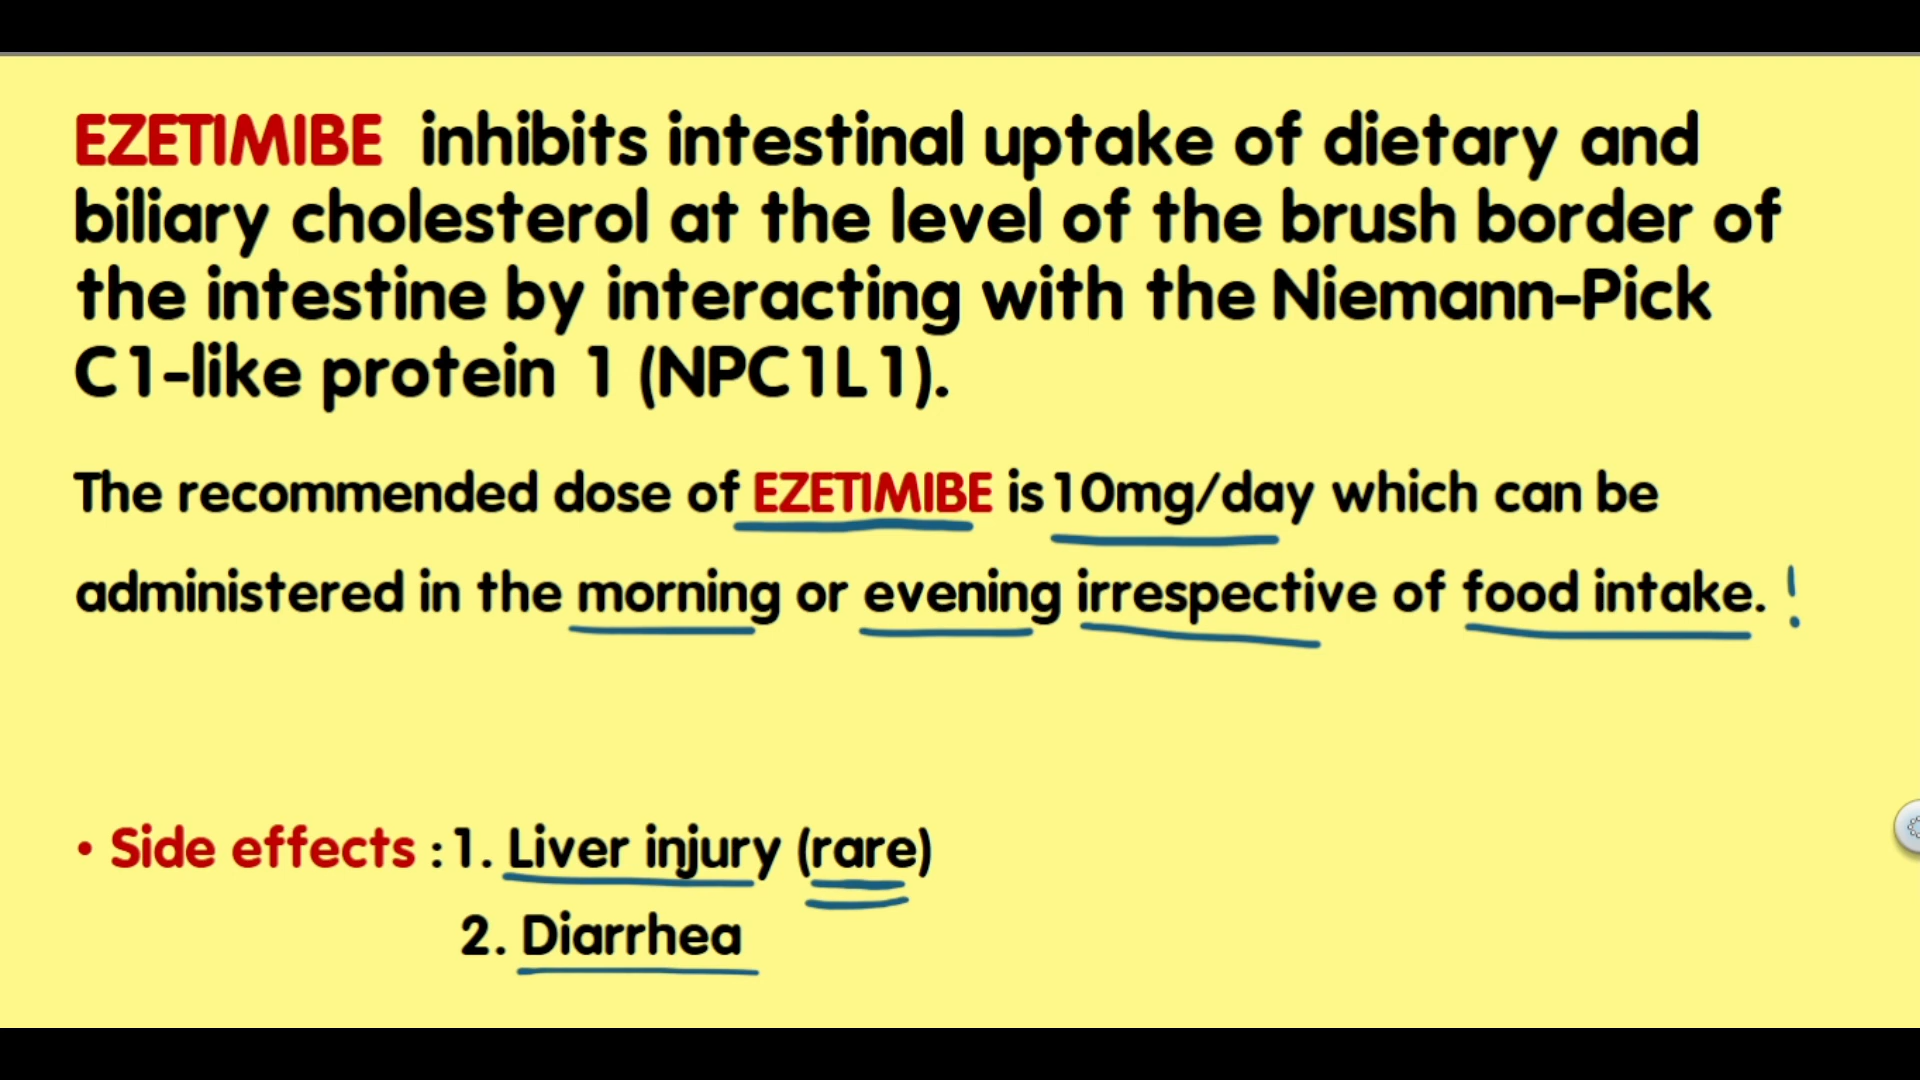 EZETIMIBE inhibits intestinal uptake of dietary and
biliary cholesterol at the level of the brush border of
the intestine by interacting with the Niemann-Pick
C1-like protein 1 (NPC1L1).
The recommended dose of EZETIMIBE is 10mg/day which can be
administered in the morning or evening irrespective of food intake. !
• Side effects : 1. Liver injury (rare)
2. Diarrhea